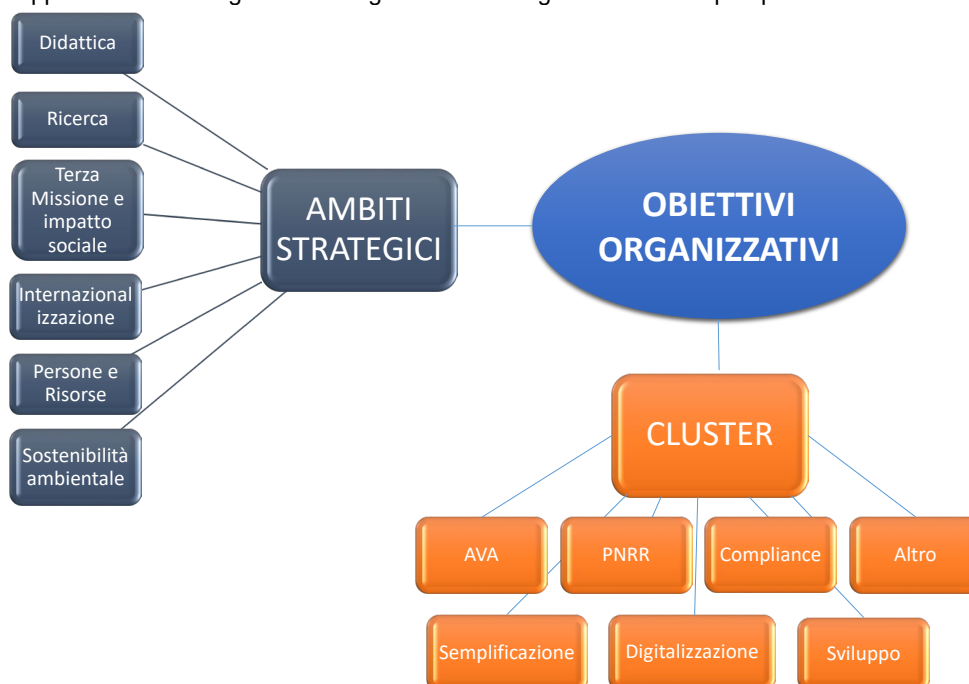 Didattica
Ricerca
Terza
Missione e
impatto
sociale
Internazional
izzazione
Persone e
Risorse
Sostenibilità
ambientale
AMBITI
STRATEGICI
OBIETTIVI
ORGANIZZATIVI
CLUSTER
AVA
PNRR
Compliance
Altro
Semplificazione
Digitalizzazione
Sviluppo